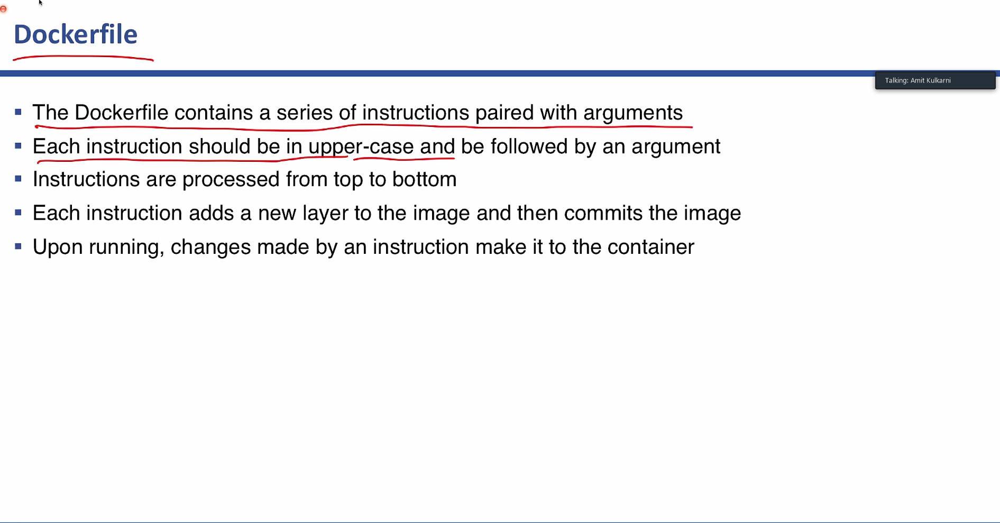 Dockerfile
Talking: Amit Kulkarni
The Dockerfile contains a series of instructions paired with arguments
Each instruction should be in upper-case and be followed by an argument
Instructions are processed from top to bottom
Each instruction adds a new layer to the image and then commits the image
Upon running, changes made by an instruction make it to the container